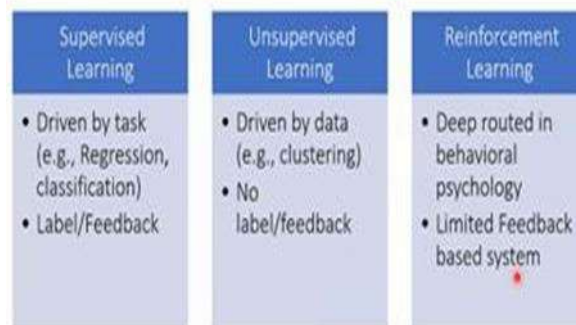 Supervised
Learning
• Driven by task
(e.g., Regression,
classification)
• Label/Feedback
Unsupervised
Learning
• Driven by data
(e.g., clustering)
• No
label/feedback
Reinforcement
Learning
• Deep routed in
behavioral
psychology
• Limited Feedback
based system